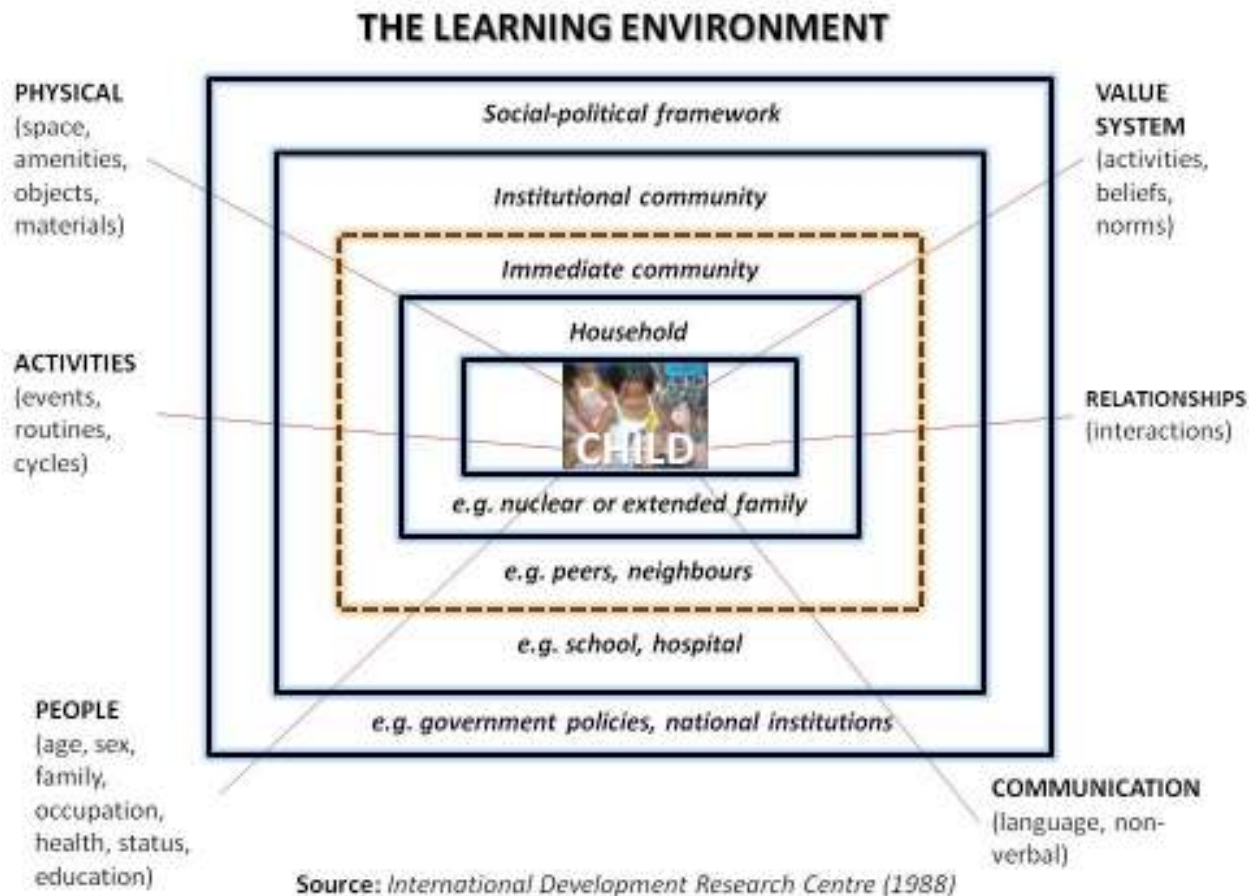 THE LEARNING ENVIRONMENT
PHYSICAL
(space,
amenities,
objects,
materials)
VALUE
SYSTEM
(activities,
beliefs,
norms)
Social-political framework
Institutional community
Immediate community
Household
ACTIVITIES
(events,
routines,
cycles)
CHILD
RELATIONSHIPS
(interactions)
e.g. nuclear or extended family
e.g. peers, neighbours
e.g. school, hospital
e.g. government policies, national institutions
PEOPLE
(age, sex,
family,
occupation,
health, status,
education)
COMMUNICATION
(language, non-
verbal)
Source: International Development Research Centre (1988)